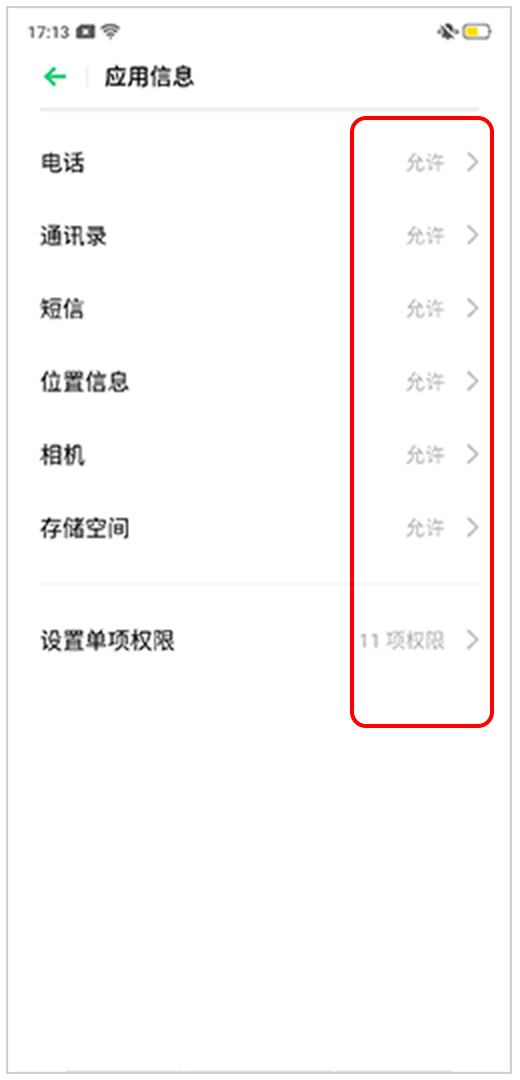 17:13
应用信息
电话 允许
通讯录 允许
短信 允许
位置信息 允许
相机 允许
存储空间 允许
设置单项权限 11 项权限